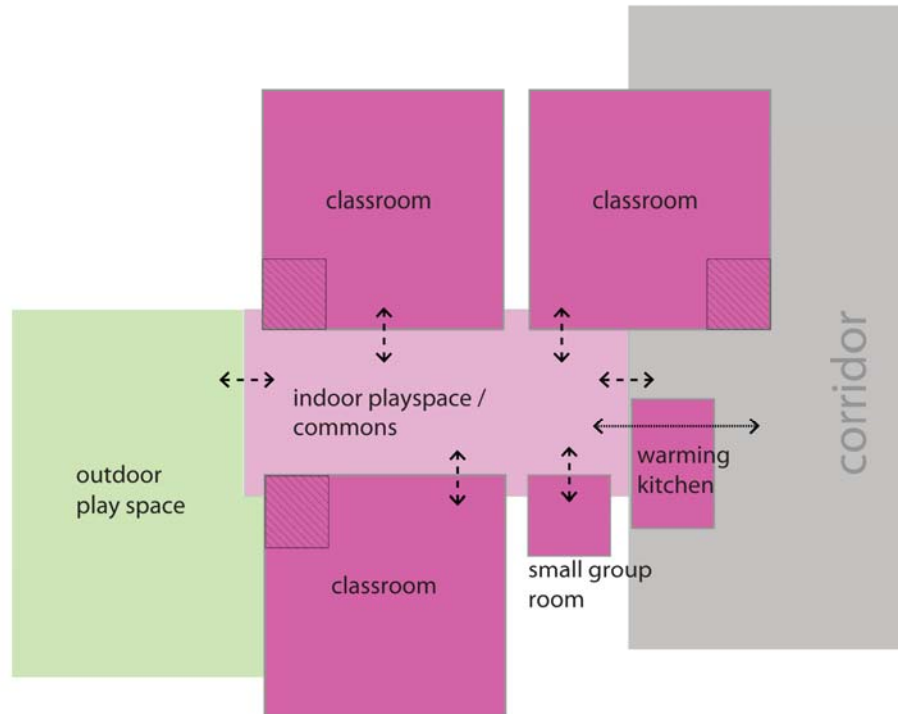 classroom
classroom
indoor playspace /
commons
corridor
warming
kitchen
outdoor
play space
small group
room
classroom